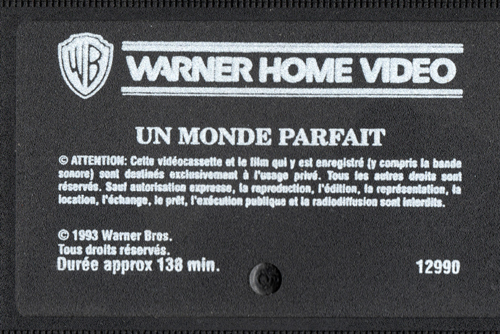 WB WARNER HOME VIDEO
UN MONDE PARFAIT
© ATTENTION: Cette vidéocassette et le film qui y est enregistré (y compris la bande
sonore) sont destinés exclusivement à l'usage privé. Tous les autres droits sont
réservés. Sauf autorisation expresse, la reproduction, l'édition, la représentation, la
location, l'échange, le prêt, l'exécution publique et la radiodiffusion sont interdits.
© 1993 Warner Bros.
Tous droits réservés.
Durée approx 138 min. 12990